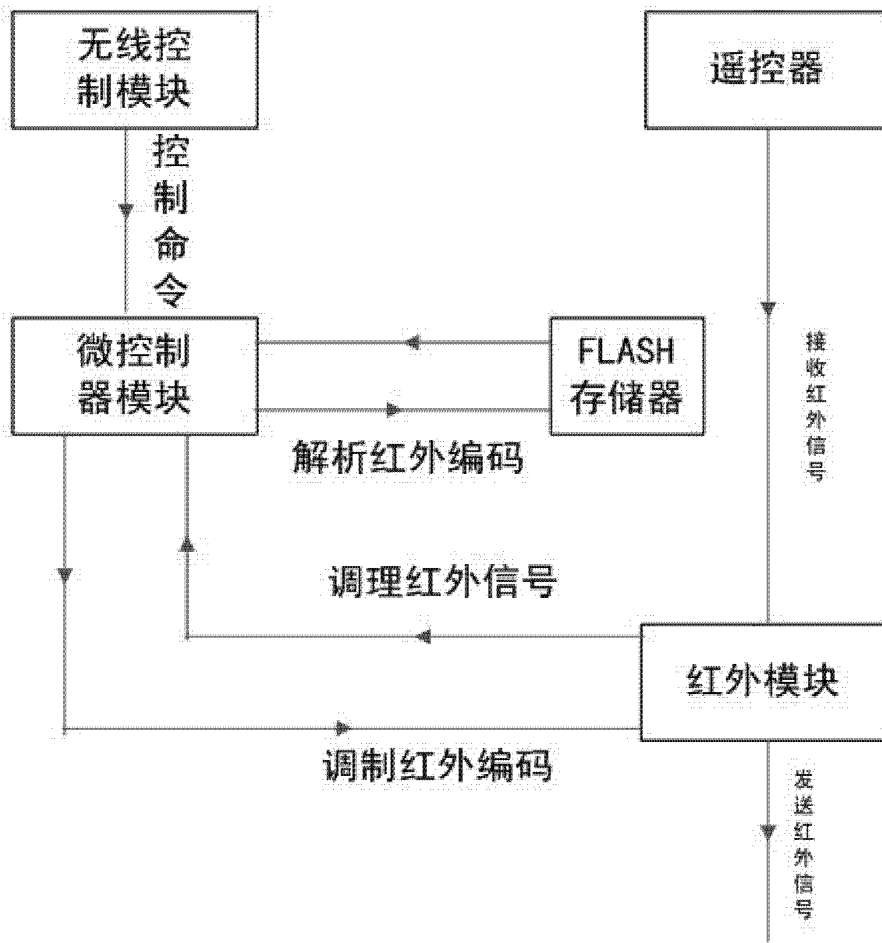 无线控
制模块
遥控器
控
制
命
令
微控制
器模块
FLASH
存储器
接
收
红
外
信
号
解析红外编码
调理红外信号
红外模块
调制红外编码
发
送
红
外
信
号